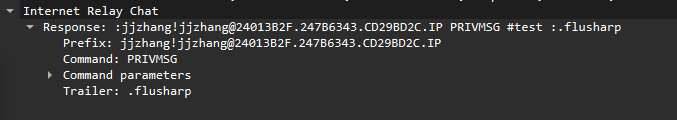 Internet Relay Chat
Response: :jjzhang!jjzhang@24013B2F.247B6343.CD29BD2C.IP PRIVMSG #test :.flusharp
Prefix: jjzhang!jjzhang@24013B2F.247B6343.CD29BD2C.IP
Command: PRIVMSG
Command parameters
Trailer: .flusharp